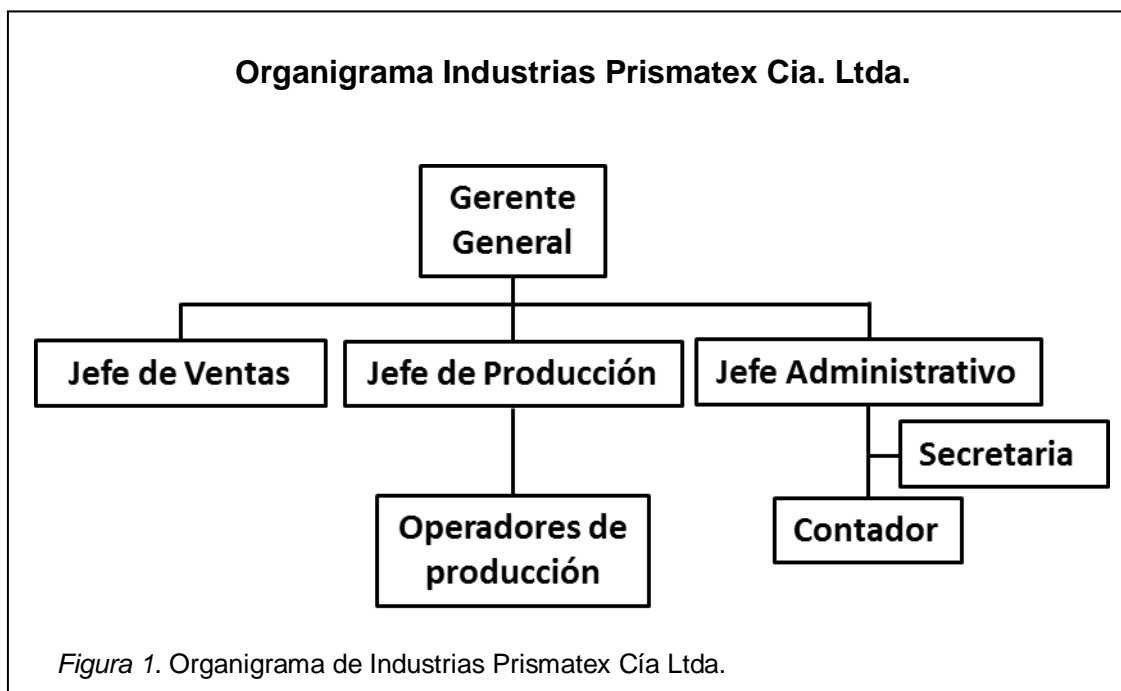 Organigrama Industrias Prismatex Cia. Ltda.
Gerente
General
Jefe de Ventas
Jefe de Producción
Jefe Administrativo
Secretaria
Operadores de
producción
Contador
Figura 1. Organigrama de Industrias Prismatex Cía Ltda.